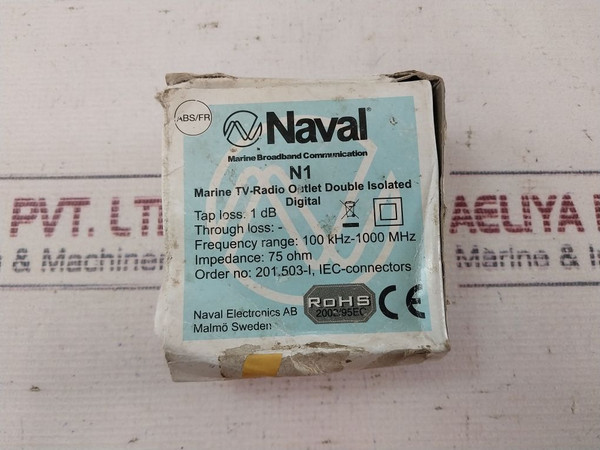 ABS/FR
Naval
Marine Broadband Communication
N1
Marine TV-Radio Outlet Double Isolated
Digital
Tap loss: 1 dB
Through loss: -
Frequency range: 100 kHz-1000 MHz
Impedance: 75 ohm
Order no: 201,503-I, IEC-connectors
Naval Electronics AB
Malmö Sweden
RoHS
2002/95EC
CE
PVT. LT
AELIYA
& Machiner
Marine & In